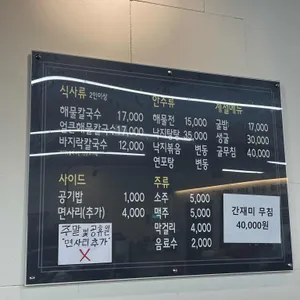 식사류 2인이상
해물칼국수 17,000
얼큰해물칼국수 17,000
바지락칼국수 12,000
사이드
공기밥 1,000
면사리(추가) 4,000
주말 및 공휴일
"면사리추가"
X
안주류
해물전 15,000
낙지탕탕 35,000
낙지볶음 변동
연포탕 변동
주류
소주 5,000
맥주 5,000
막걸리 4,000
음료수 2,000
계절메뉴
굴밥 17,000
생굴 30,000
굴무침 40,000
간재미 무침
40,000원